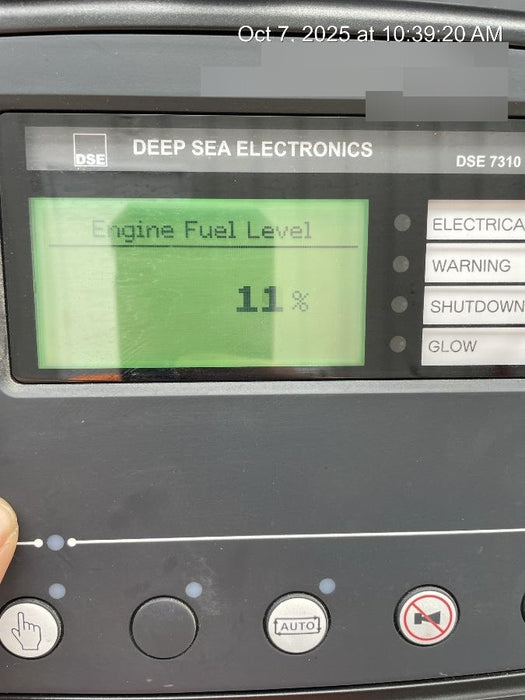 Oct 7, 2025 at 10:39:20 AM
DSE
DEEP SEA ELECTRONICS
DSE 7310
Engine Fuel Level
11 %
ELECTRICA
WARNING
SHUTDOWN
GLOW
AUTO